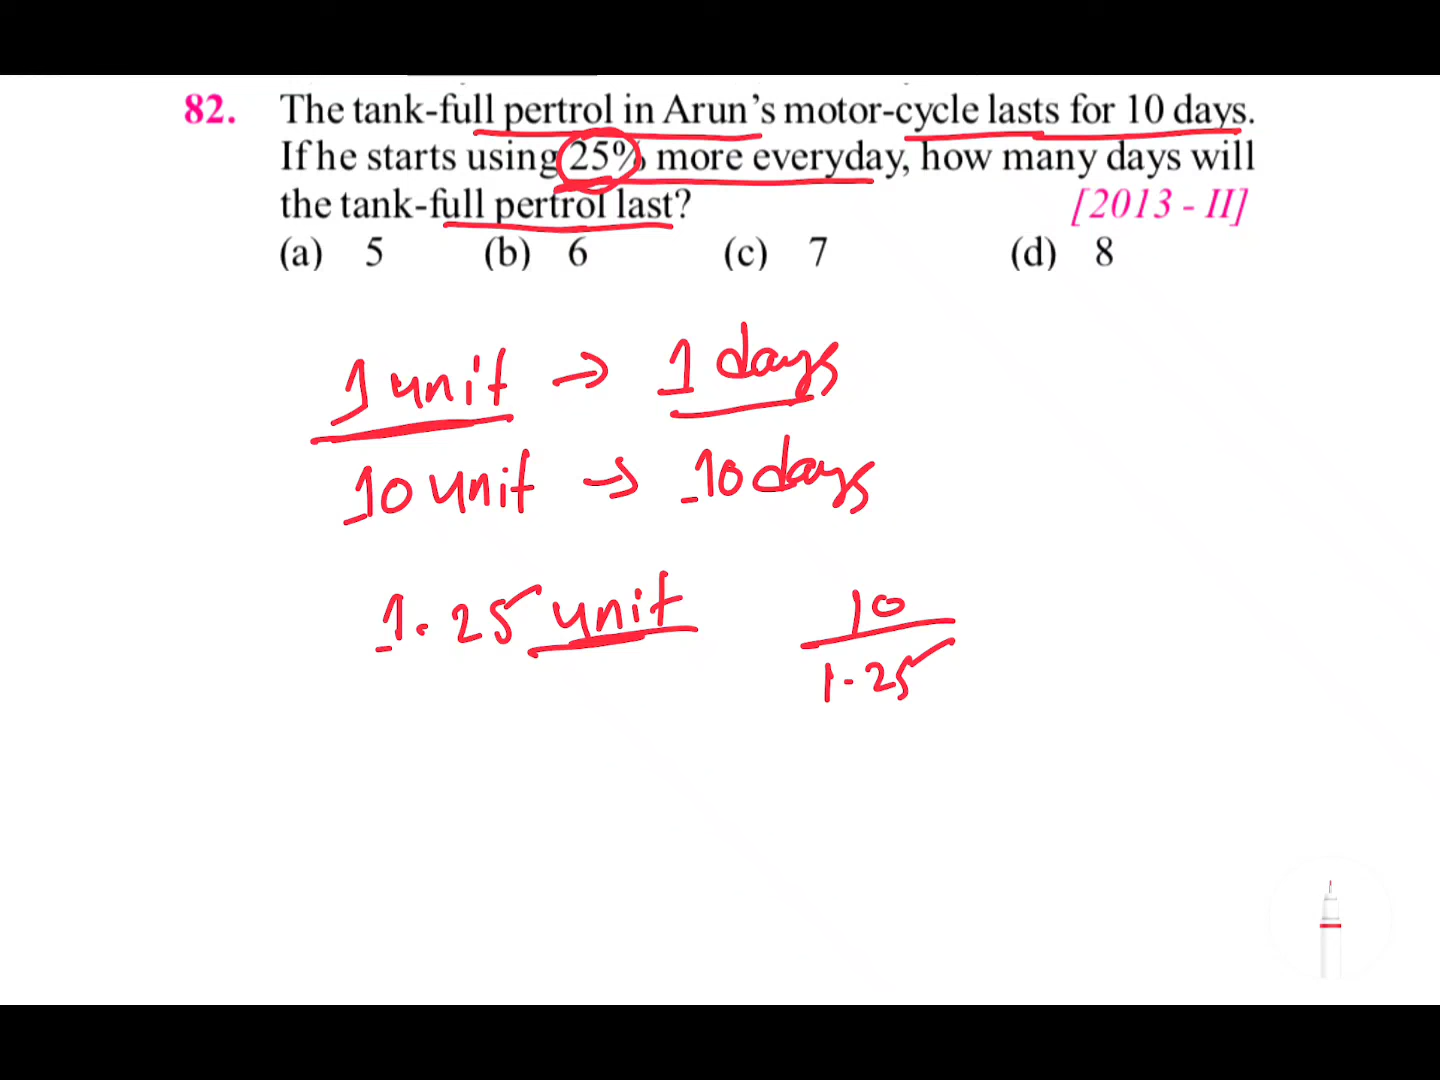 82. The tank-full pertrol in Arun's motor-cycle lasts for 10 days.
If he starts using 25% more everyday, how many days will
the tank-full pertrol last? [2013 - II]
(a) 5 (b) 6 (c) 7 (d) 8
1 unit → 1 days
10 unit → 10 days
1.25 unit 10
1.25